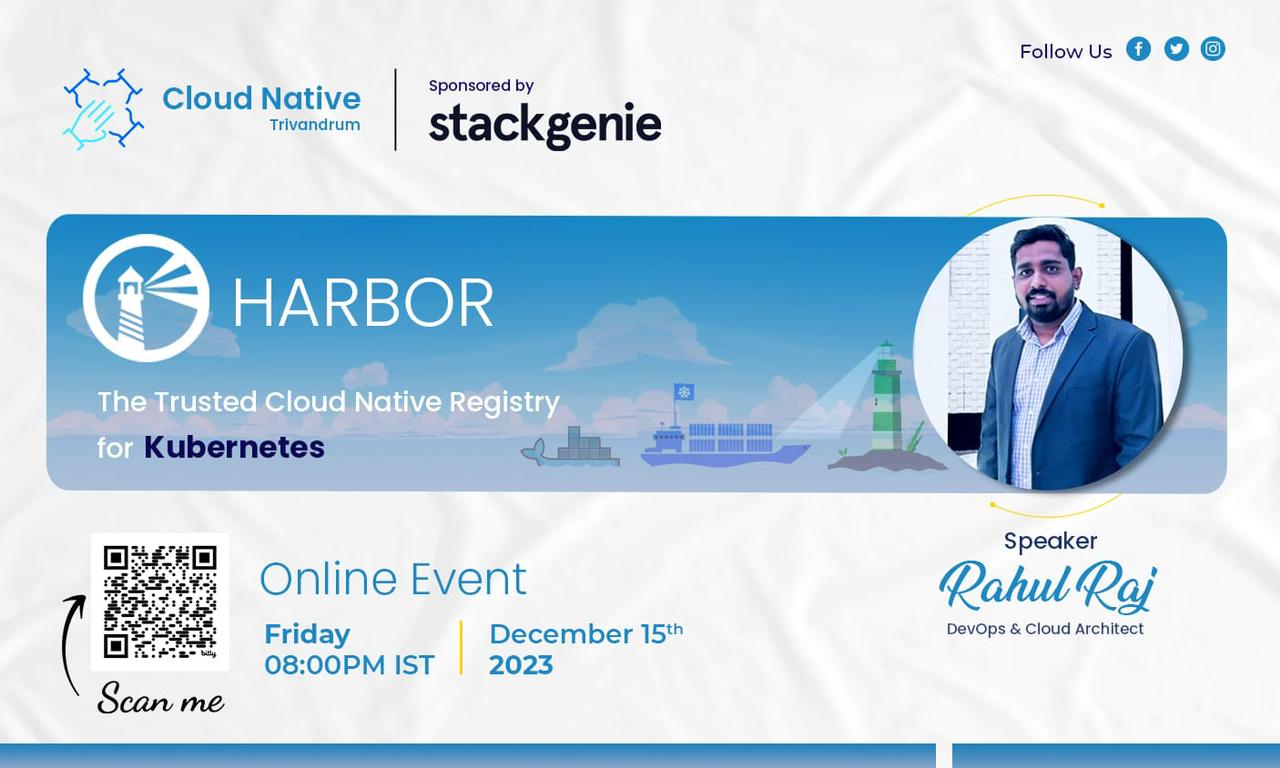 Follow Us
Cloud Native
Trivandrum
Sponsored by
stackgenie
HARBOR
The Trusted Cloud Native Registry
for Kubernetes
Speaker
Rahul Raj
DevOps & Cloud Architect
Online Event
Friday
08:00PM IST
December 15th
2023
bitly
Scan me